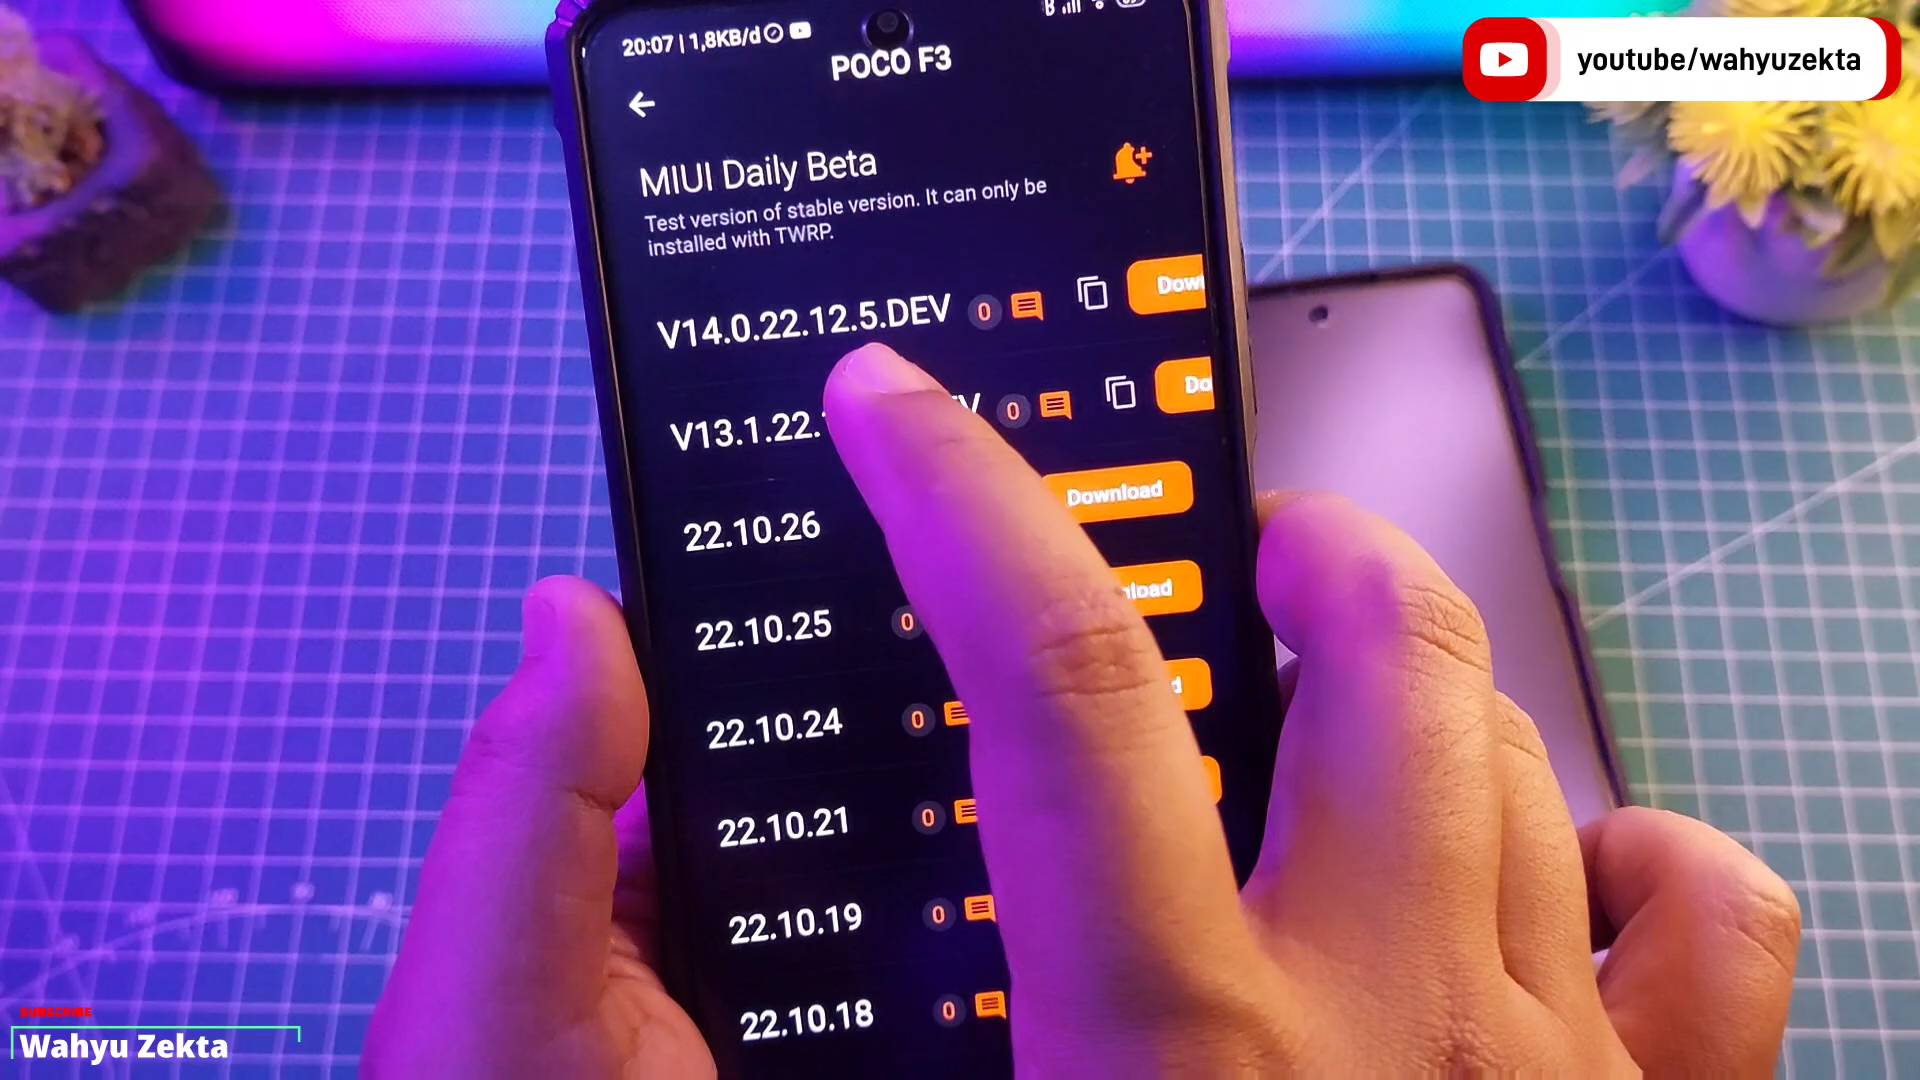 youtube/wahyuzekta
20:07 | 1,8KB/d
POCO F3
MIUI Daily Beta
Test version of stable version. It can only be
installed with TWRP.
V14.0.22.12.5.DEV 0
V13.1.22. 0
22.10.26 Download
22.10.25 0
22.10.24 0
22.10.21 0
22.10.19 0
22.10.18 0
SUBSCRIBE
Wahyu Zekta